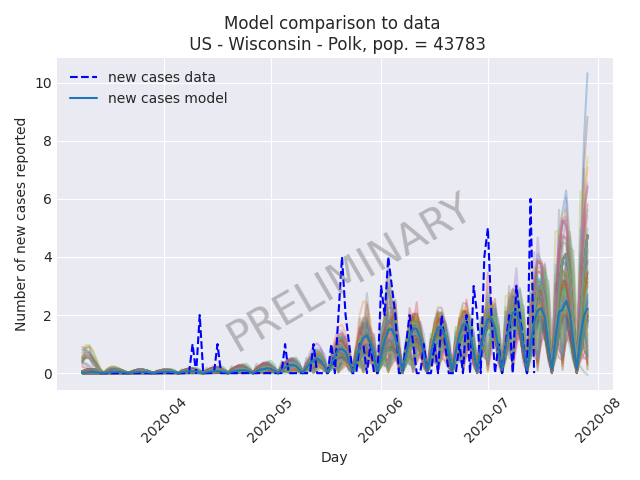 Model comparison to data
US - Wisconsin - Polk, pop. = 43783
new cases data
new cases model
Number of new cases reported
10
8
6
4
2
0
PRELIMINARY
2020-04
2020-05
2020-06
2020-07
2020-08
Day